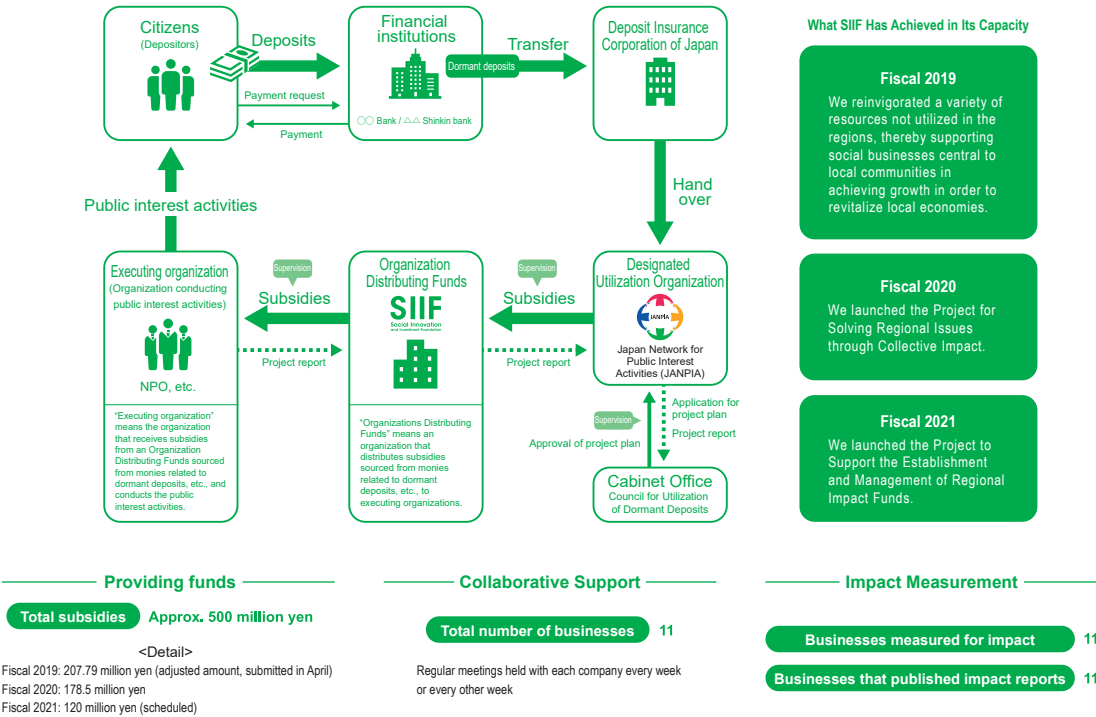 Citizens
(Depositors)
Deposits
Payment request
Payment
Financial
institutions
○○ Bank / △△ Shinkin bank
Dormant deposits
Transfer
Deposit Insurance
Corporation of Japan
Hand
over
Public interest activities
Executing organization
(Organization conducting
public interest activities)
NPO, etc.
"Executing organization"
means the organization
that receives subsidies
from an Organization
Distributing Funds sourced
from monies related to
dormant deposits, etc., and
conducts the public
interest activities.
Supervision
Subsidies
Project report
Organization
Distributing Funds
SIIF
Social Innovation
and Investment Foundation
"Organizations Distributing
Funds" means an
organization that
distributes subsidies
sourced from monies
related to dormant
deposits, etc., to
executing organizations.
Supervision
Subsidies
Project report
Designated
Utilization Organization
JANPIA
Japan Network for
Public Interest
Activities (JANPIA)
Supervision
Approval of project plan
Application for
project plan
Project report
Cabinet Office
Council for Utilization
of Dormant Deposits
What SIIF Has Achieved in Its Capacity
Fiscal 2019
We reinvigorated a variety of
resources not utilized in the
regions, thereby supporting
social businesses central to
local communities in
achieving growth in order to
revitalize local economies.
Fiscal 2020
We launched the Project for
Solving Regional Issues
through Collective Impact.
Fiscal 2021
We launched the Project to
Support the Establishment
and Management of Regional
Impact Funds.
Providing funds
Total subsidies Approx. 500 million yen
<Detail>
Fiscal 2019: 207.79 million yen (adjusted amount, submitted in April)
Fiscal 2020: 178.5 million yen
Fiscal 2021: 120 million yen (scheduled)
Collaborative Support
Total number of businesses 11
Regular meetings held with each company every week
or every other week
Impact Measurement
Businesses measured for impact 11
Businesses that published impact reports 11